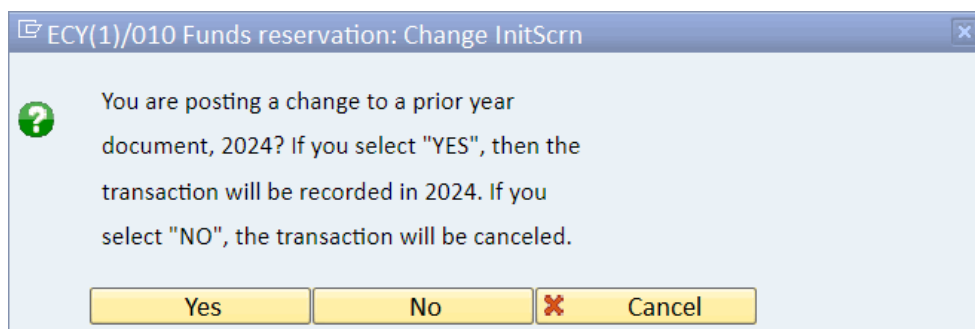 ECY(1)/010 Funds reservation: Change InitScrn
You are posting a change to a prior year
document, 2024? If you select "YES", then the
transaction will be recorded in 2024. If you
select "NO", the transaction will be canceled.
Yes No Cancel